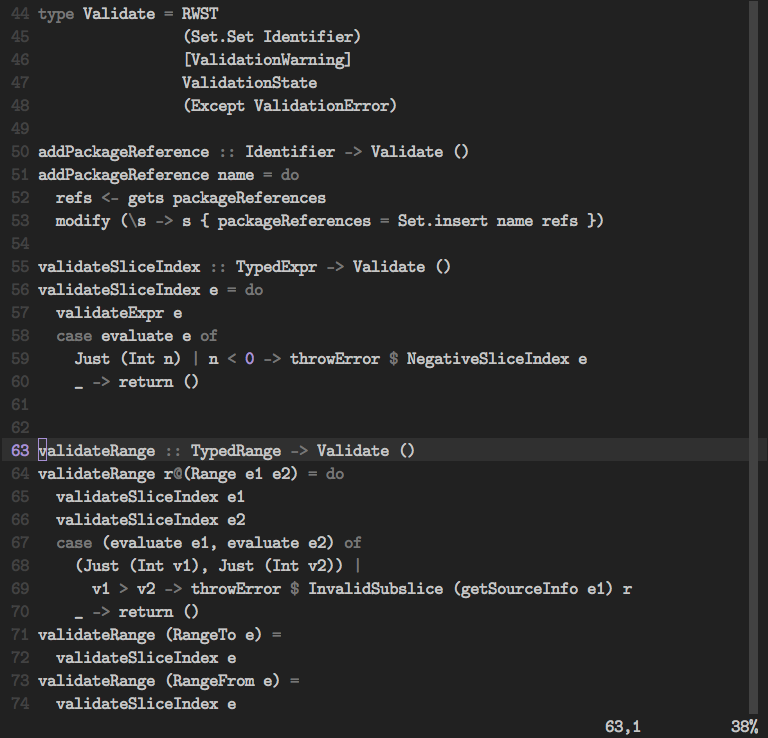 44 type Validate = RWST
45                 (Set.Set Identifier)
46                 [ValidationWarning]
47                 ValidationState
48                 (Except ValidationError)
49
50 addPackageReference :: Identifier -> Validate ()
51 addPackageReference name = do
52   refs <- gets packageReferences
53   modify (\s -> s { packageReferences = Set.insert name refs })
54
55 validateSliceIndex :: TypedExpr -> Validate ()
56 validateSliceIndex e = do
57   validateExpr e
58   case evaluate e of
59     Just (Int n) | n < 0 -> throwError $ NegativeSliceIndex e
60     _ -> return ()
61
62
63 validateRange :: TypedRange -> Validate ()
64 validateRange r@(Range e1 e2) = do
65   validateSliceIndex e1
66   validateSliceIndex e2
67   case (evaluate e1, evaluate e2) of
68     (Just (Int v1), Just (Int v2)) |
69       v1 > v2 -> throwError $ InvalidSubslice (getSourceInfo e1) r
70     _ -> return ()
71 validateRange (RangeTo e) =
72   validateSliceIndex e
73 validateRange (RangeFrom e) =
74   validateSliceIndex e
63,1 38%